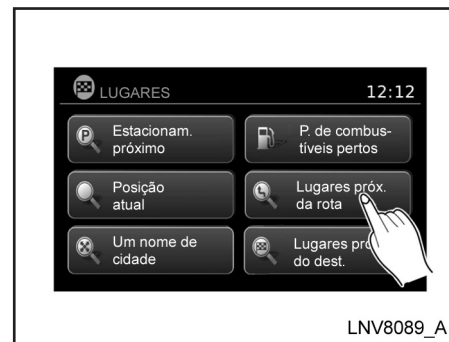 LUGARES 12:12
Estacionam.
próximo
P. de combus-
tíveis pertos
Posição
atual
Lugares próx.
da rota
Um nome de
cidade
Lugares
do dest.
LNV8089_A